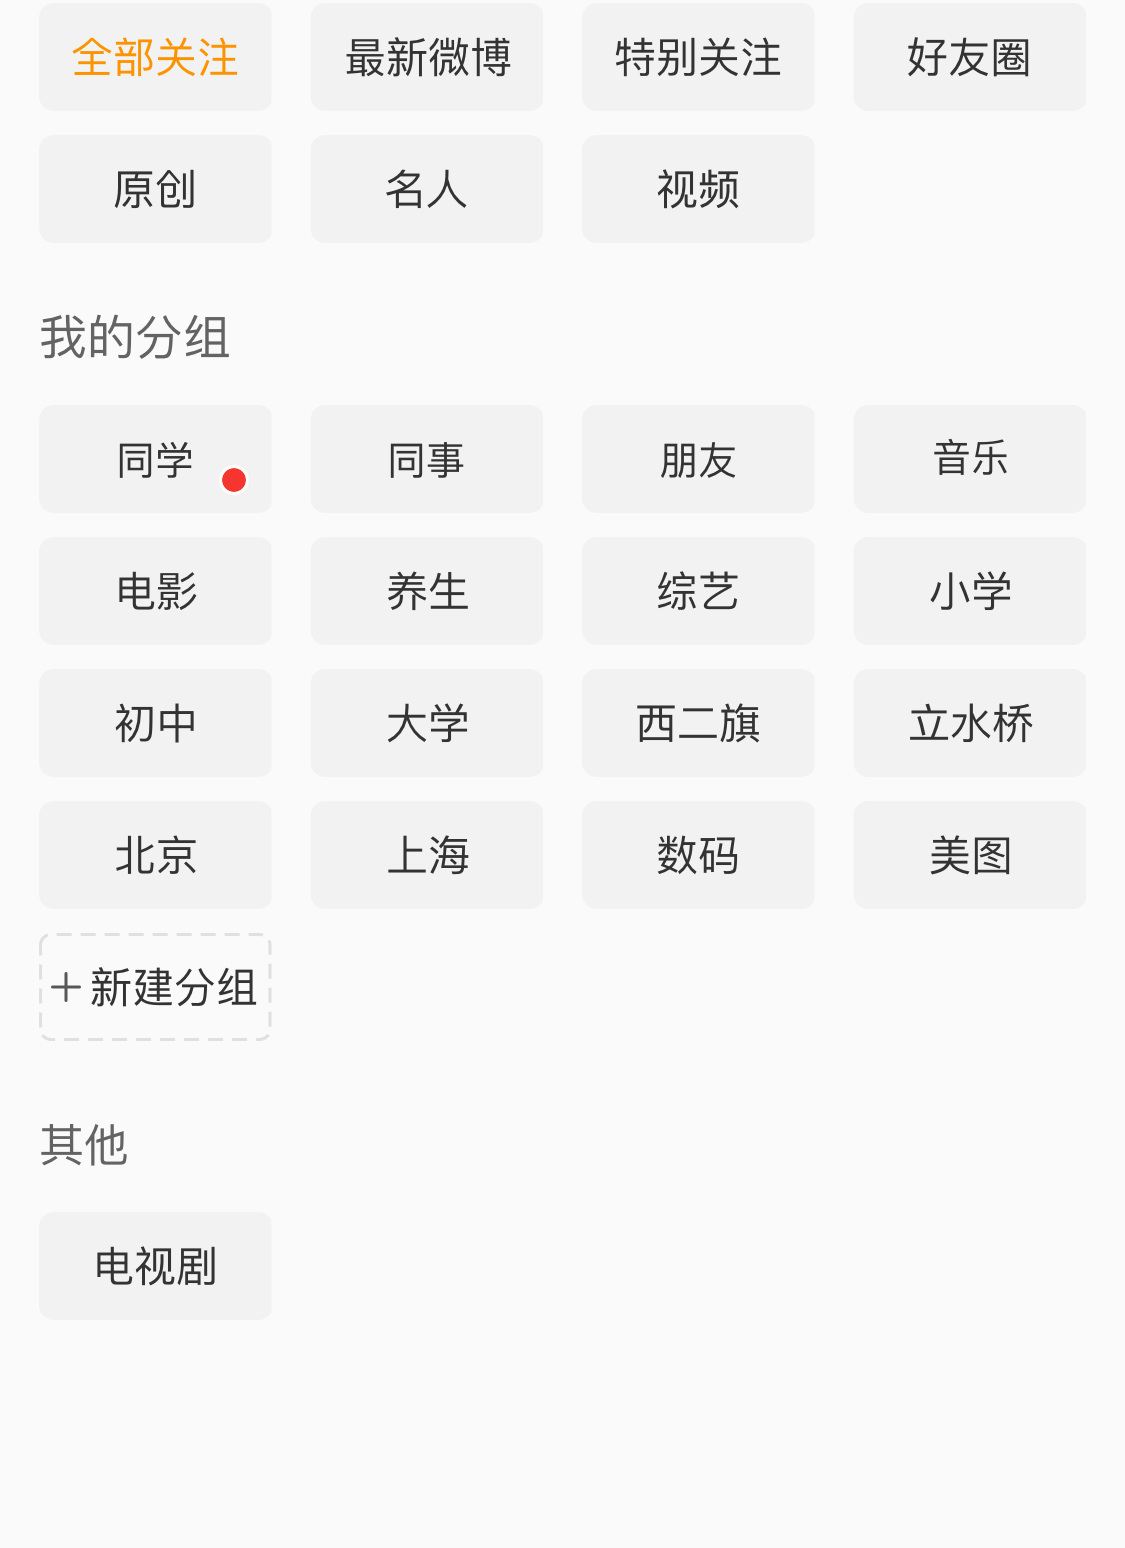 全部关注 最新微博 特别关注 好友圈
原创 名人 视频
我的分组
同学 同事 朋友 音乐
电影 养生 综艺 小学
初中 大学 西二旗 立水桥
北京 上海 数码 美图
+ 新建分组
其他
电视剧